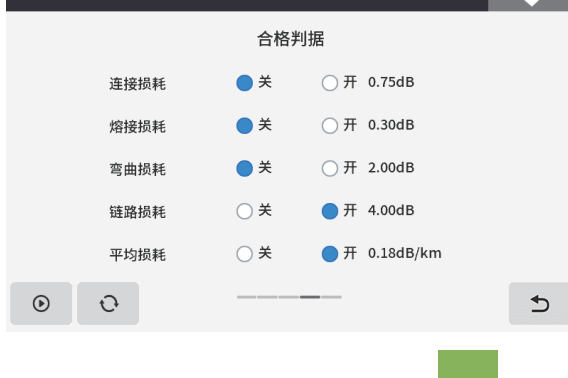 合格判据
连接损耗 关 开 0.75dB
熔接损耗 关 开 0.30dB
弯曲损耗 关 开 2.00dB
链路损耗 关 开 4.00dB
平均损耗 关 开 0.18dB/km